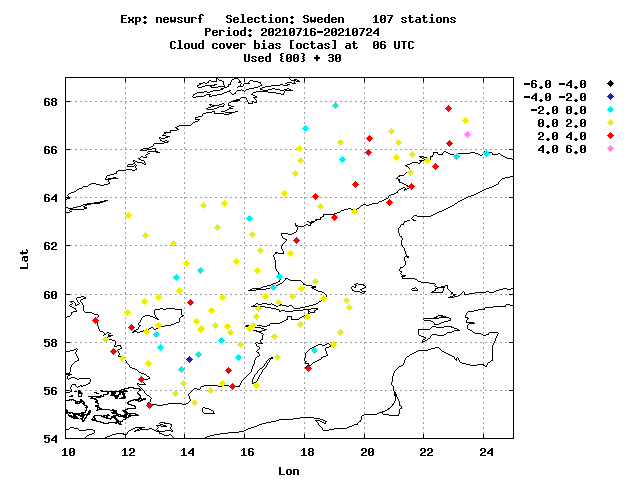 Exp: newsurf   Selection: Sweden    107 stations
Period: 20210716-20210724
Cloud cover bias [octas] at  06 UTC
Used {00} + 30
-6.0 -4.0
-4.0 -2.0
-2.0 0.0
0.0 2.0
2.0 4.0
4.0 6.0
68
66
64
62
60
58
56
54
Lat
10 12 14 16 18 20 22 24
Lon